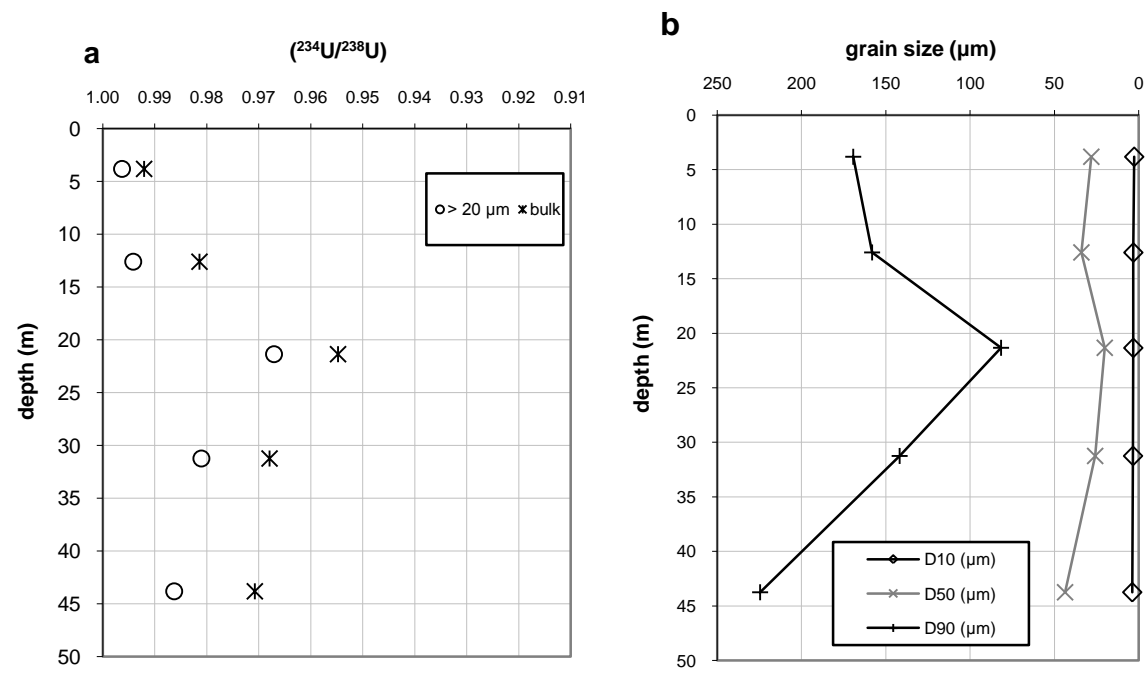 a
(²³⁴U/²³⁸U)
1.00 0.99 0.98 0.97 0.96 0.95 0.94 0.93 0.92 0.91
0
5
10
15
20
25
30
35
40
45
50
depth (m)
> 20 µm bulk
b
grain size (µm)
250 200 150 100 50 0
0
5
10
15
20
25
30
35
40
45
50
depth (m)
D10 (µm)
D50 (µm)
D90 (µm)